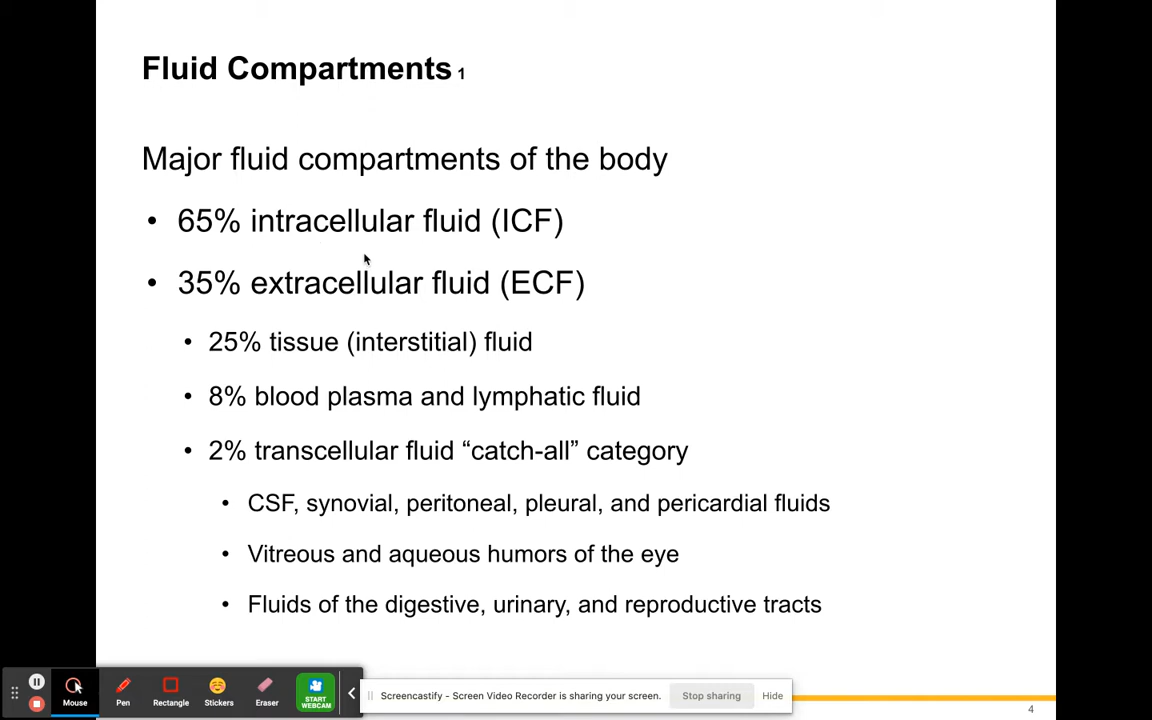 Fluid Compartments 1
Major fluid compartments of the body
• 65% intracellular fluid (ICF)
• 35% extracellular fluid (ECF)
• 25% tissue (interstitial) fluid
• 8% blood plasma and lymphatic fluid
• 2% transcellular fluid “catch-all” category
• CSF, synovial, peritoneal, pleural, and pericardial fluids
• Vitreous and aqueous humors of the eye
• Fluids of the digestive, urinary, and reproductive tracts
Mouse Pen Rectangle Stickers Eraser START WEBCAM
Screencastify - Screen Video Recorder is sharing your screen. Stop sharing Hide
4